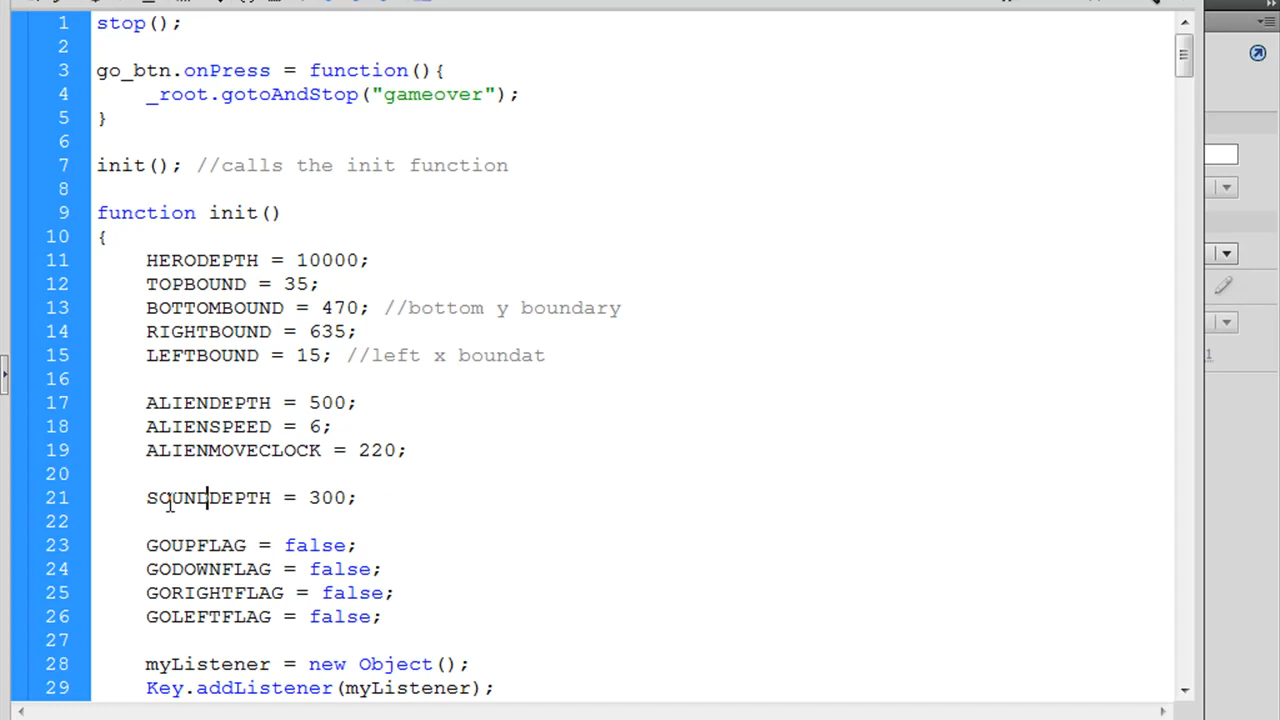 1 stop();
2
3 go_btn.onPress = function(){
4 _root.gotoAndStop("gameover");
5 }
6
7 init(); //calls the init function
8
9 function init()
10 {
11 HERODEPTH = 10000;
12 TOPBOUND = 35;
13 BOTTOMBOUND = 470; //bottom y boundary
14 RIGHTBOUND = 635;
15 LEFTBOUND = 15; //left x boundat
16
17 ALIENDEPTH = 500;
18 ALIENSPEED = 6;
19 ALIENMOVECLOCK = 220;
20
21 SOUNDDEPTH = 300;
22
23 GOUPFLAG = false;
24 GODOWNFLAG = false;
25 GORIGHTFLAG = false;
26 GOLEFTFLAG = false;
27
28 myListener = new Object();
29 Key.addListener(myListener);
1